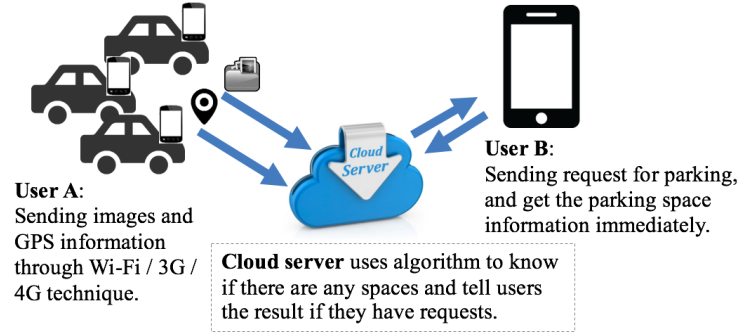 Cloud
Server
User A:
Sending images and
GPS information
through Wi-Fi / 3G /
4G technique.
User B:
Sending request for parking,
and get the parking space
information immediately.
Cloud server uses algorithm to know
if there are any spaces and tell users
the result if they have requests.